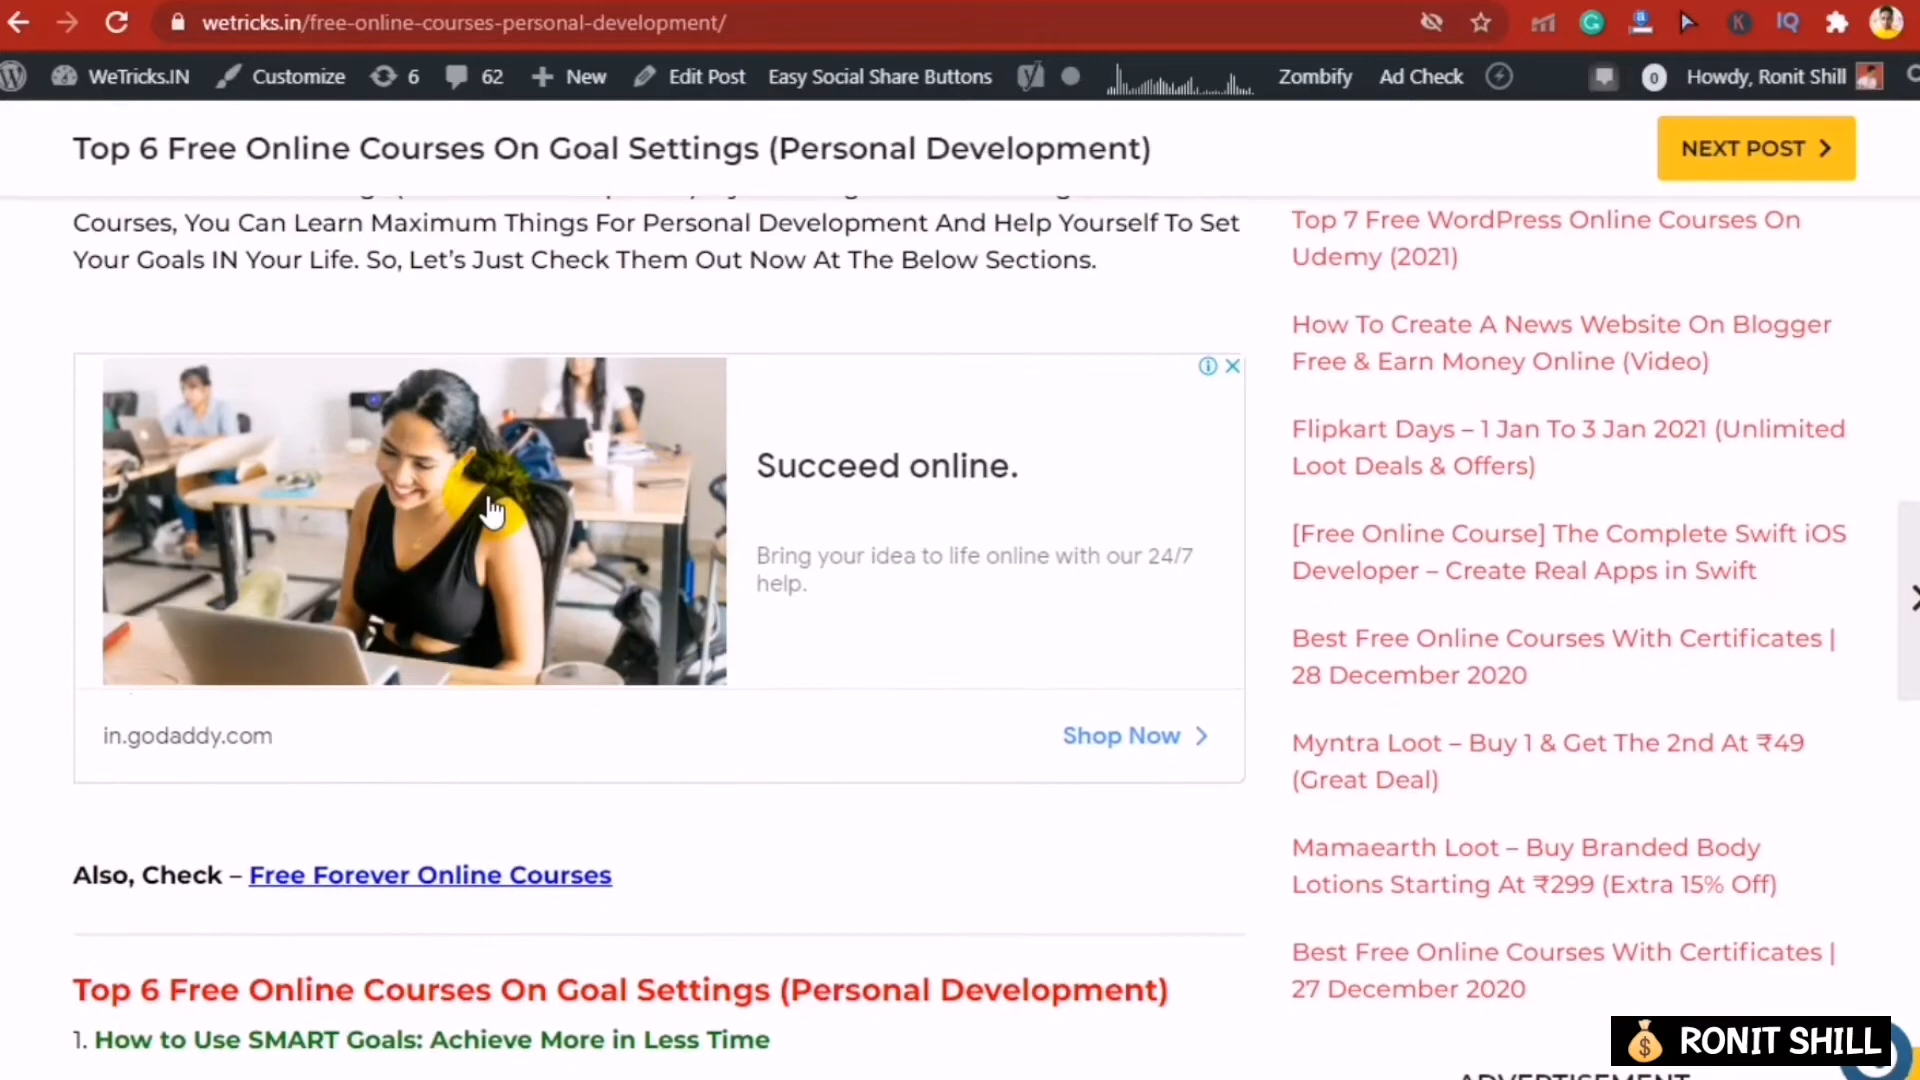 wetricks.in/free-online-courses-personal-development/
WeTricks.IN Customize 6 62 New Edit Post Easy Social Share Buttons Zombify Ad Check 0 Howdy, Ronit Shill
Top 6 Free Online Courses On Goal Settings (Personal Development)
NEXT POST
Courses, You Can Learn Maximum Things For Personal Development And Help Yourself To Set
Your Goals IN Your Life. So, Let's Just Check Them Out Now At The Below Sections.
Succeed online.
Bring your idea to life online with our 24/7
help.
in.godaddy.com
Shop Now
Also, Check – Free Forever Online Courses
Top 6 Free Online Courses On Goal Settings (Personal Development)
1. How to Use SMART Goals: Achieve More in Less Time
Top 7 Free WordPress Online Courses On
Udemy (2021)
How To Create A News Website On Blogger
Free & Earn Money Online (Video)
Flipkart Days – 1 Jan To 3 Jan 2021 (Unlimited
Loot Deals & Offers)
[Free Online Course] The Complete Swift iOS
Developer – Create Real Apps in Swift
Best Free Online Courses With Certificates |
28 December 2020
Myntra Loot – Buy 1 & Get The 2nd At ₹49
(Great Deal)
Mamaearth Loot – Buy Branded Body
Lotions Starting At ₹299 (Extra 15% Off)
Best Free Online Courses With Certificates |
27 December 2020
RONIT SHILL
ADVERTISEMENT